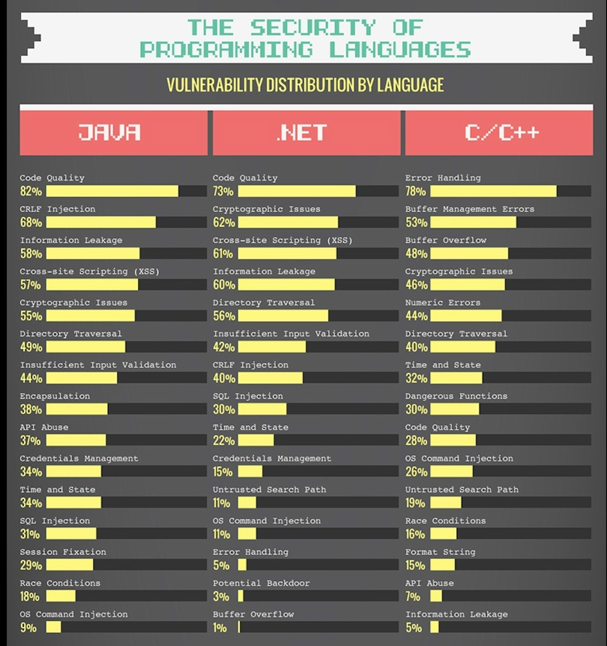 THE SECURITY OF
PROGRAMMING LANGUAGES
VULNERABILITY DISTRIBUTION BY LANGUAGE
JAVA
Code Quality
82%
CRLF Injection
68%
Information Leakage
58%
Cross-site Scripting (XSS)
57%
Cryptographic Issues
55%
Directory Traversal
49%
Insufficient Input Validation
44%
Encapsulation
38%
API Abuse
37%
Credentials Management
34%
Time and State
34%
SQL Injection
31%
Session Fixation
29%
Race Conditions
18%
OS Command Injection
9%
.NET
Code Quality
73%
Cryptographic Issues
62%
Cross-site Scripting (XSS)
61%
Information Leakage
60%
Directory Traversal
56%
Insufficient Input Validation
42%
CRLF Injection
40%
SQL Injection
30%
Time and State
22%
Credentials Management
15%
Untrusted Search Path
11%
OS Command Injection
11%
Error Handling
5%
Potential Backdoor
3%
Buffer Overflow
1%
C/C++
Error Handling
78%
Buffer Management Errors
53%
Buffer Overflow
48%
Cryptographic Issues
46%
Numeric Errors
44%
Directory Traversal
40%
Time and State
32%
Dangerous Functions
30%
Code Quality
28%
OS Command Injection
26%
Untrusted Search Path
19%
Race Conditions
16%
Format String
15%
API Abuse
7%
Information Leakage
5%